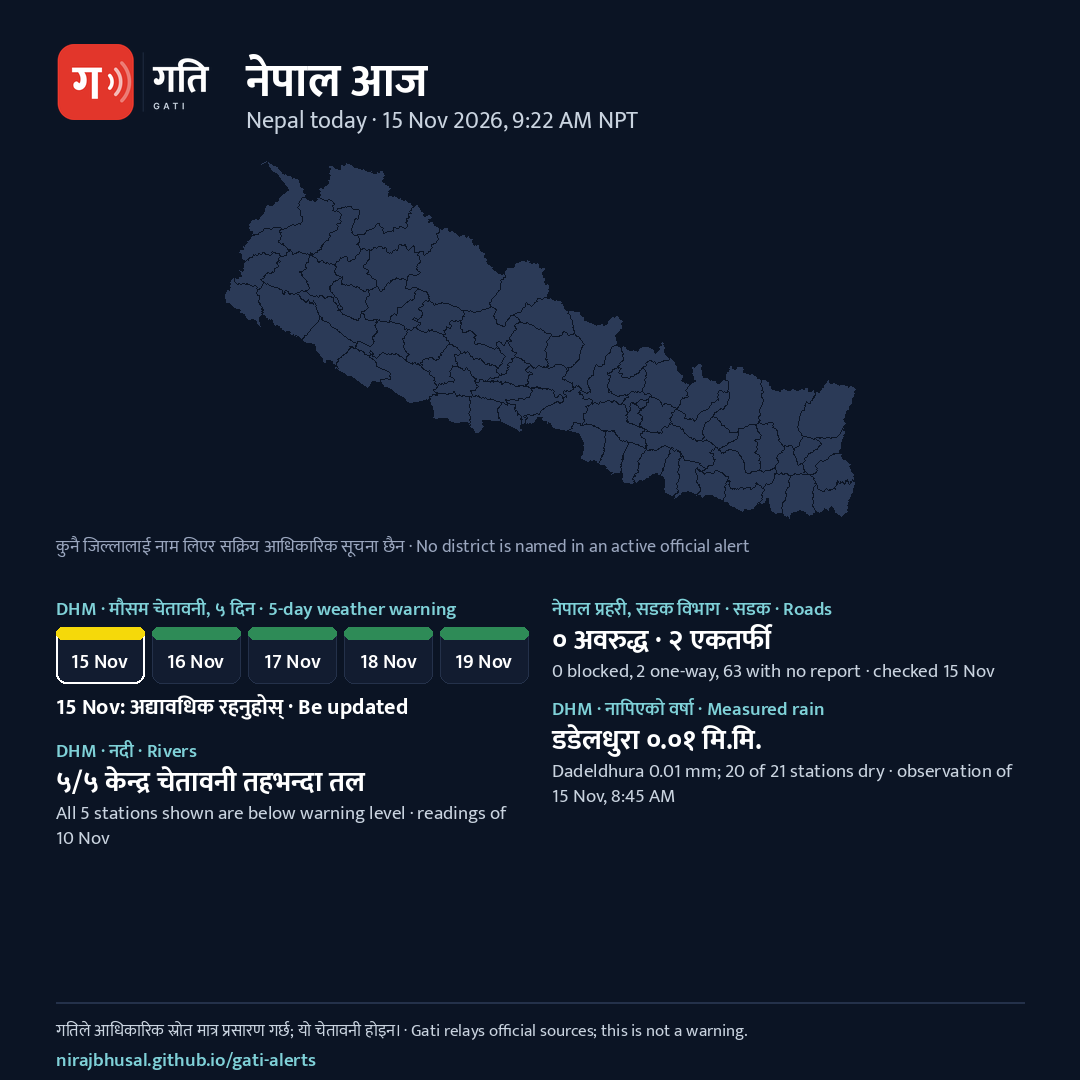 ग गति
GATI
नेपाल आज
Nepal today · 15 Nov 2026, 9:22 AM NPT
कुनै जिल्लालाई नाम लिएर सक्रिय आधिकारिक सूचना छैन · No district is named in an active official alert
DHM · मौसम चेतावनी, ५ दिन · 5-day weather warning
15 Nov 16 Nov 17 Nov 18 Nov 19 Nov
15 Nov: अद्यावधिक रहनुहोस् · Be updated
DHM · नदी · Rivers
५/५ केन्द्र चेतावनी तहभन्दा तल
All 5 stations shown are below warning level · readings of
10 Nov
नेपाल प्रहरी, सडक विभाग · सडक · Roads
० अवरुद्ध · २ एकतर्फी
0 blocked, 2 one-way, 63 with no report · checked 15 Nov
DHM · नापिएको वर्षा · Measured rain
डडेलधुरा ०.०१ मि.मि.
Dadeldhura 0.01 mm; 20 of 21 stations dry · observation of
15 Nov, 8:45 AM
गतिले आधिकारिक स्रोत मात्र प्रसारण गर्छ; यो चेतावनी होइन। · Gati relays official sources; this is not a warning.
nirajbhusal.github.io/gati-alerts